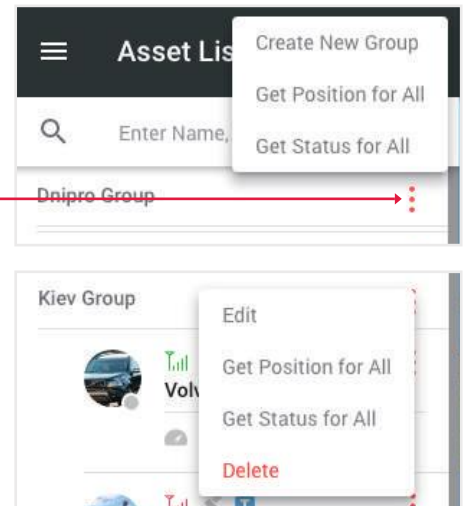 Asset Lis
Create New Group
Get Position for All
Enter Name,
Get Status for All
Dnipro Group
Kiev Group
Edit
Get Position for All
Volv
Get Status for All
Delete
T